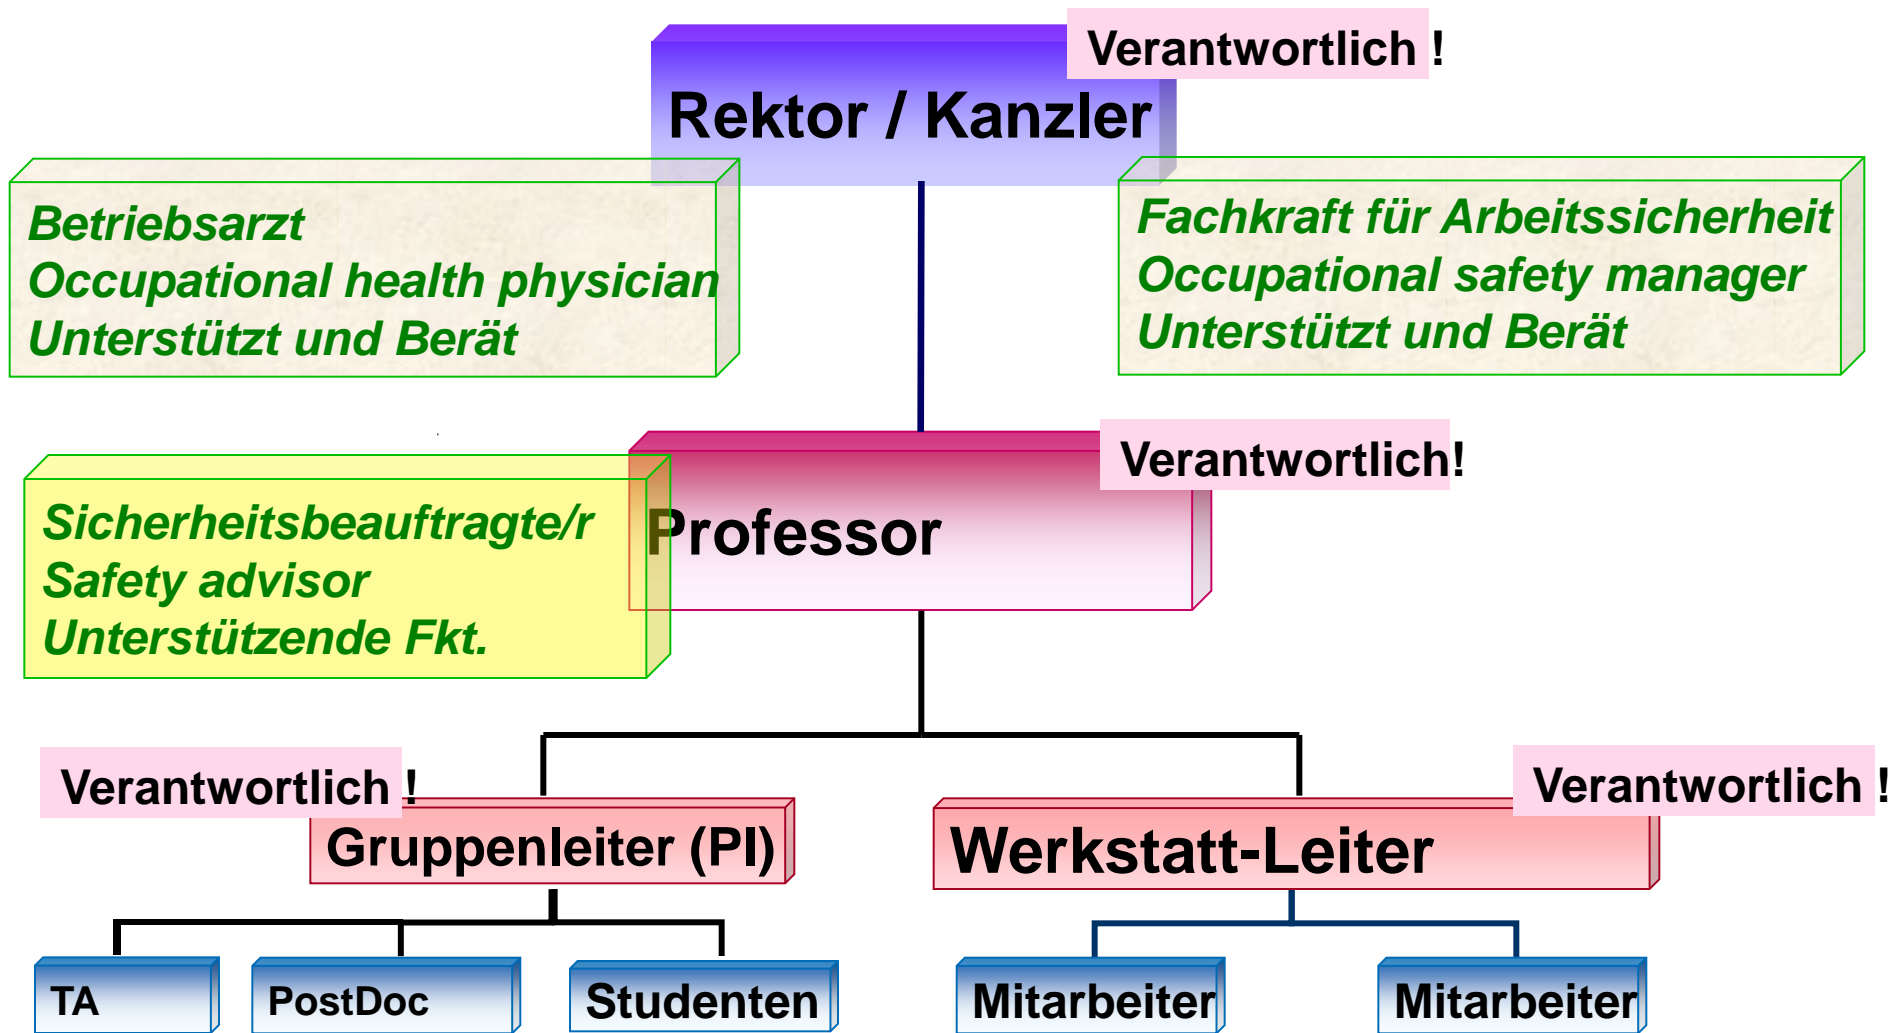 Verantwortlich !
Rektor / Kanzler
Betriebsarzt
Occupational health physician
Unterstützt und Berät
Fachkraft für Arbeitssicherheit
Occupational safety manager
Unterstützt und Berät
Verantwortlich!
Professor
Sicherheitsbeauftragte/r
Safety advisor
Unterstützende Fkt.
Verantwortlich !
Gruppenleiter (PI)
Verantwortlich !
Werkstatt-Leiter
TA
PostDoc
Studenten
Mitarbeiter
Mitarbeiter